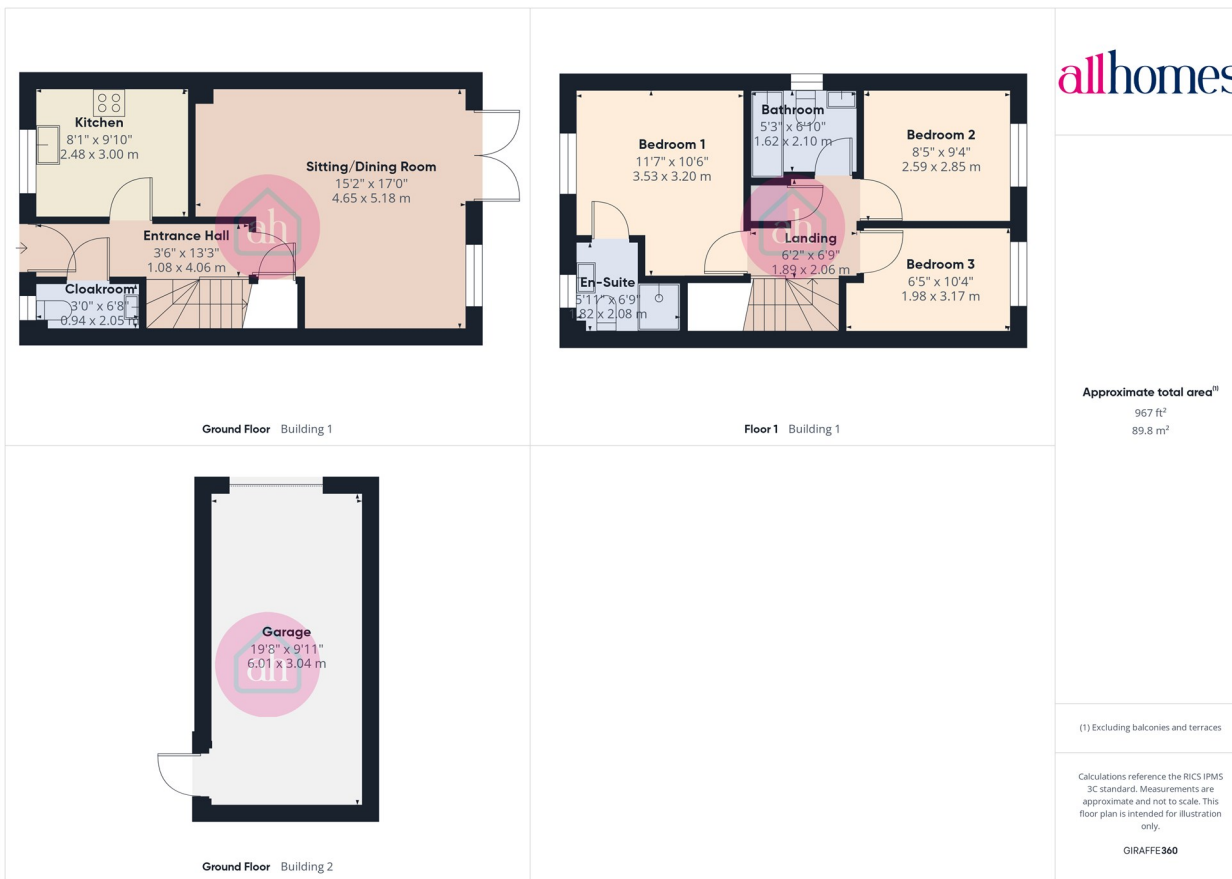 Kitchen
8'1" x 9'10"
2.48 x 3.00 m
Sitting/Dining Room
15'2" x 17'0"
4.65 x 5.18 m
Entrance Hall
3'6" x 13'3"
1.08 x 4.06 m
Cloakroom
3'0" x 6'8"
0.94 x 2.05 m
ah
Ground Floor Building 1
Bedroom 1
11'7" x 10'6"
3.53 x 3.20 m
Bathroom
5'3" x 6'10"
1.62 x 2.10 m
Bedroom 2
8'5" x 9'4"
2.59 x 2.85 m
Landing
6'2" x 6'9"
1.89 x 2.06 m
Bedroom 3
6'5" x 10'4"
1.98 x 3.17 m
En-Suite
5'11" x 6'9"
1.82 x 2.08 m
ah
Floor 1 Building 1
Garage
19'8" x 9'11"
6.01 x 3.04 m
ah
Ground Floor Building 2
allhomes
Approximate total area(1)
967 ft²
89.8 m²
(1) Excluding balconies and terraces
Calculations reference the RICS IPMS
3C standard. Measurements are
approximate and not to scale. This
floor plan is intended for illustration
only.
GIRAFFE360